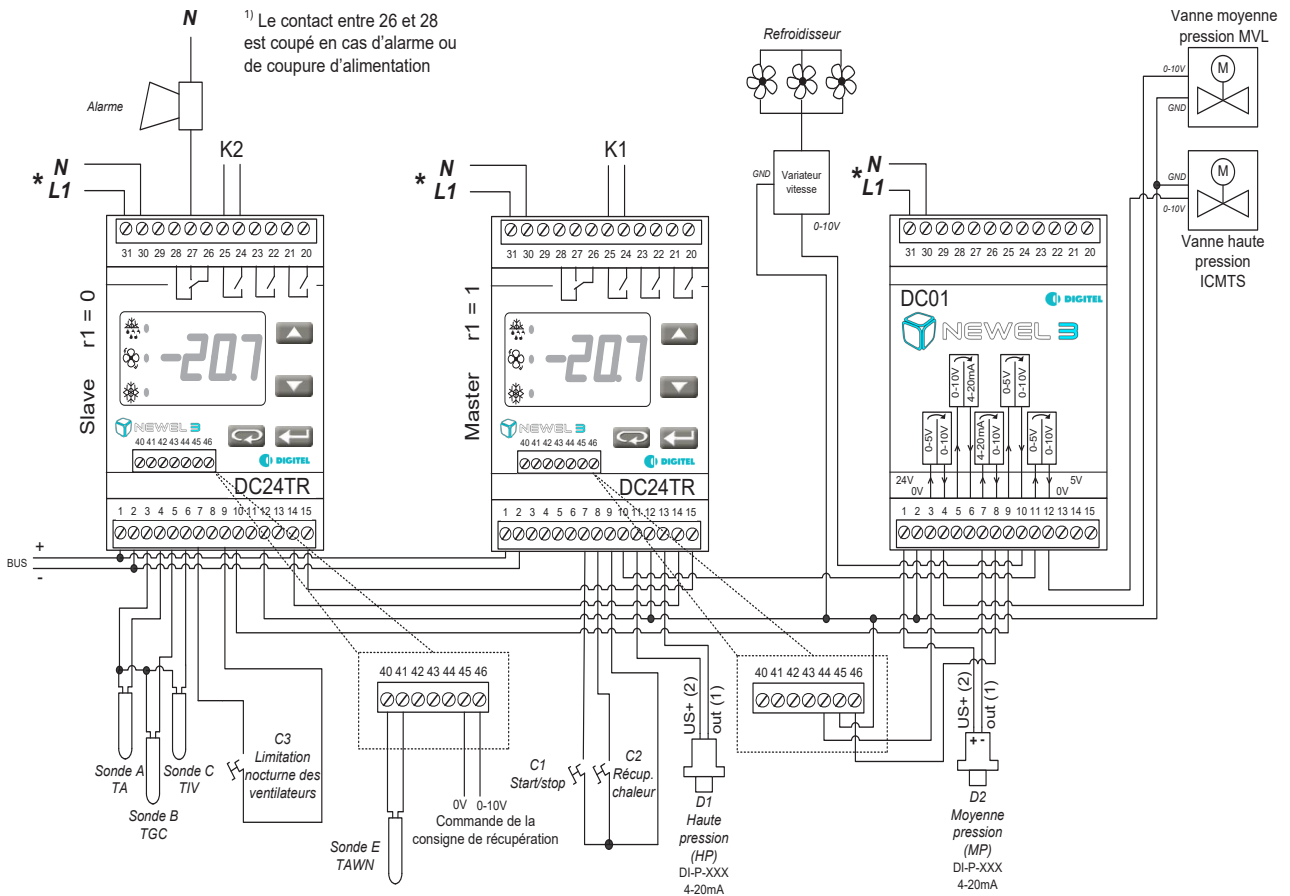 N
1) Le contact entre 26 et 28
est coupé en cas d'alarme ou
de coupure d'alimentation
Alarme
* N
L1
K2
31 30 29 28 27 26 25 24 23 22 21 20
Slave r1 = 0
-20.7
NEWEL 3
40 41 42 43 44 45 46
DIGITEL
DC24TR
1 2 3 4 5 6 7 8 9 10 11 12 13 14 15
* N
L1
K1
31 30 29 28 27 26 25 24 23 22 21 20
Master r1 = 1
-20.7
NEWEL 3
40 41 42 43 44 45 46
DIGITEL
DC24TR
1 2 3 4 5 6 7 8 9 10 11 12 13 14 15
Refroidisseur
GND
Variateur
vitesse
0-10V
* N
L1
31 30 29 28 27 26 25 24 23 22 21 20
DC01
DIGITEL
NEWEL 3
0-5V
0-10V
0-10V
4-20mA
4-20mA
0-10V
0-5V
0-10V
0-5V
0-10V
24V
0V
5V
0V
1 2 3 4 5 6 7 8 9 10 11 12 13 14 15
Vanne moyenne
pression MVL
0-10V
GND
M
GND
0-10V
M
Vanne haute
pression
ICMTS
+
BUS
-
Sonde A
TA
Sonde B
TGC
Sonde C
TIV
C3
Limitation
nocturne des
ventilateurs
40 41 42 43 44 45 46
Sonde E
TAWN
0V 0-10V
Commande de la
consigne de récupération
C1
Start/stop
C2
Récup.
chaleur
US+ (2)
out (1)
D1
Haute
pression
(HP)
DI-P-XXX
4-20mA
40 41 42 43 44 45 46
US+ (2)
out (1)
+ -
D2
Moyenne
pression
(MP)
DI-P-XXX
4-20mA